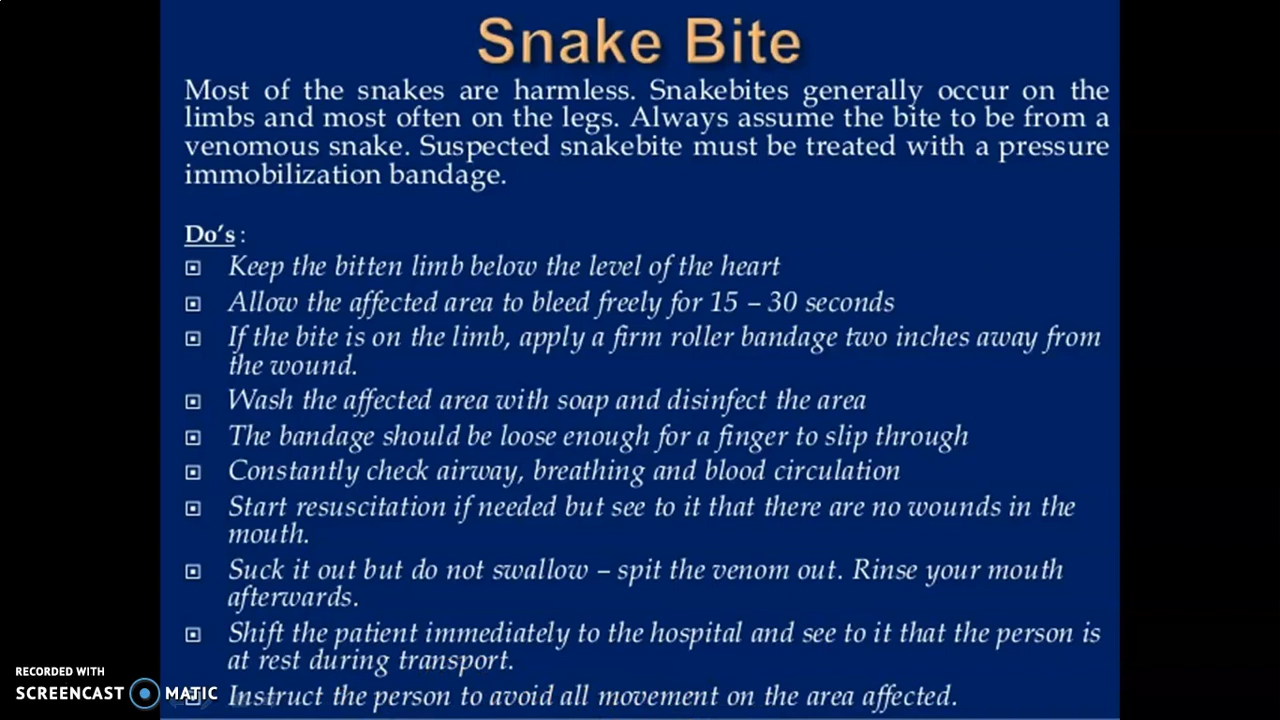 Snake Bite
Most of the snakes are harmless. Snakebites generally occur on the
limbs and most often on the legs. Always assume the bite to be from a
venomous snake. Suspected snakebite must be treated with a pressure
immobilization bandage.
Do's :
Keep the bitten limb below the level of the heart
Allow the affected area to bleed freely for 15 – 30 seconds
If the bite is on the limb, apply a firm roller bandage two inches away from
the wound.
Wash the affected area with soap and disinfect the area
The bandage should be loose enough for a finger to slip through
Constantly check airway, breathing and blood circulation
Start resuscitation if needed but see to it that there are no wounds in the
mouth.
Suck it out but do not swallow – spit the venom out. Rinse your mouth
afterwards.
Shift the patient immediately to the hospital and see to it that the person is
at rest during transport.
Instruct the person to avoid all movement on the area affected.
RECORDED WITH
SCREENCAST MATIC